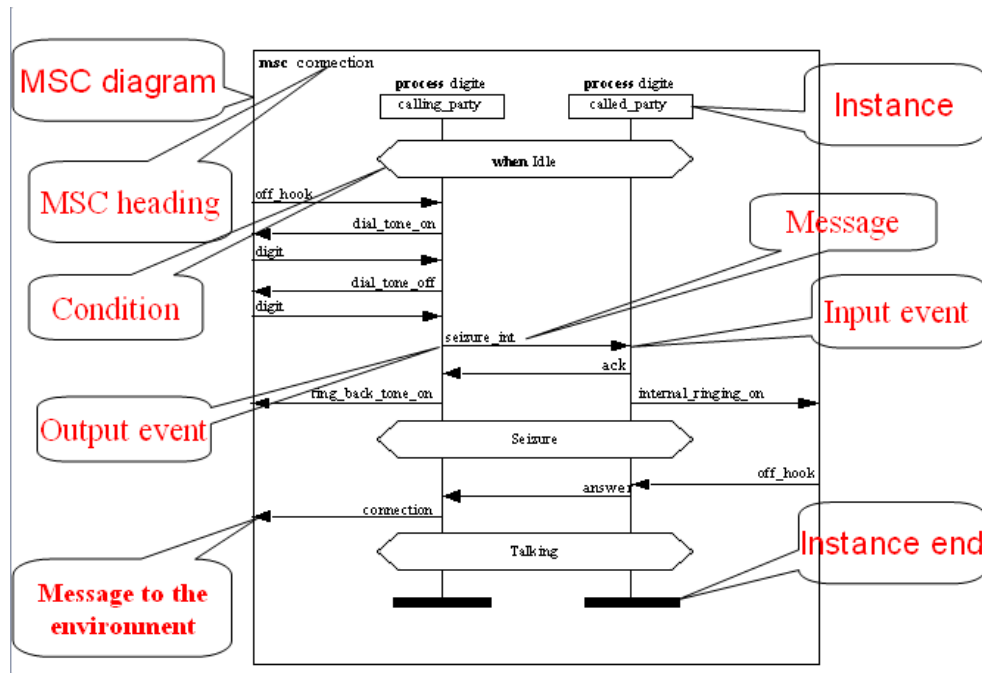 MSC diagram
msc connection
process digite
process digite
calling_party
called_party
Instance
when Idle
MSC heading
off_hook
dial_tone_on
Message
digit
dial_tone_off
Condition
digit
Input event
seizure_int
ack
ring_back_tone_on
internal_ringing_on
Output event
Seizure
off_hook
answer
connection
Talking
Instance end
Message to the
environment